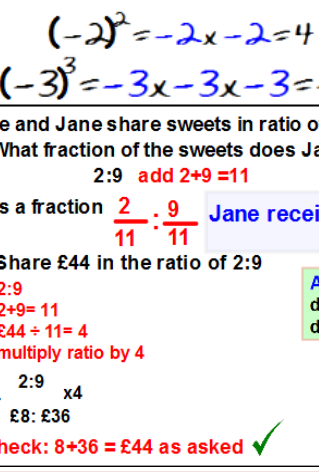 (-2)² = -2x -2 = 4
(-3)³ = -3x -3x -3 = -
e and Jane share sweets in ratio o
What fraction of the sweets does Ja
2:9 add 2+9 =11
s a fraction 2/11 : 9/11 Jane recei
Share £44 in the ratio of 2:9
2:9
2+9= 11
£44 ÷ 11= 4
multiply ratio by 4
2:9 x4
£8: £36
heck: 8+36 = £44 as asked ✓
A
d
d